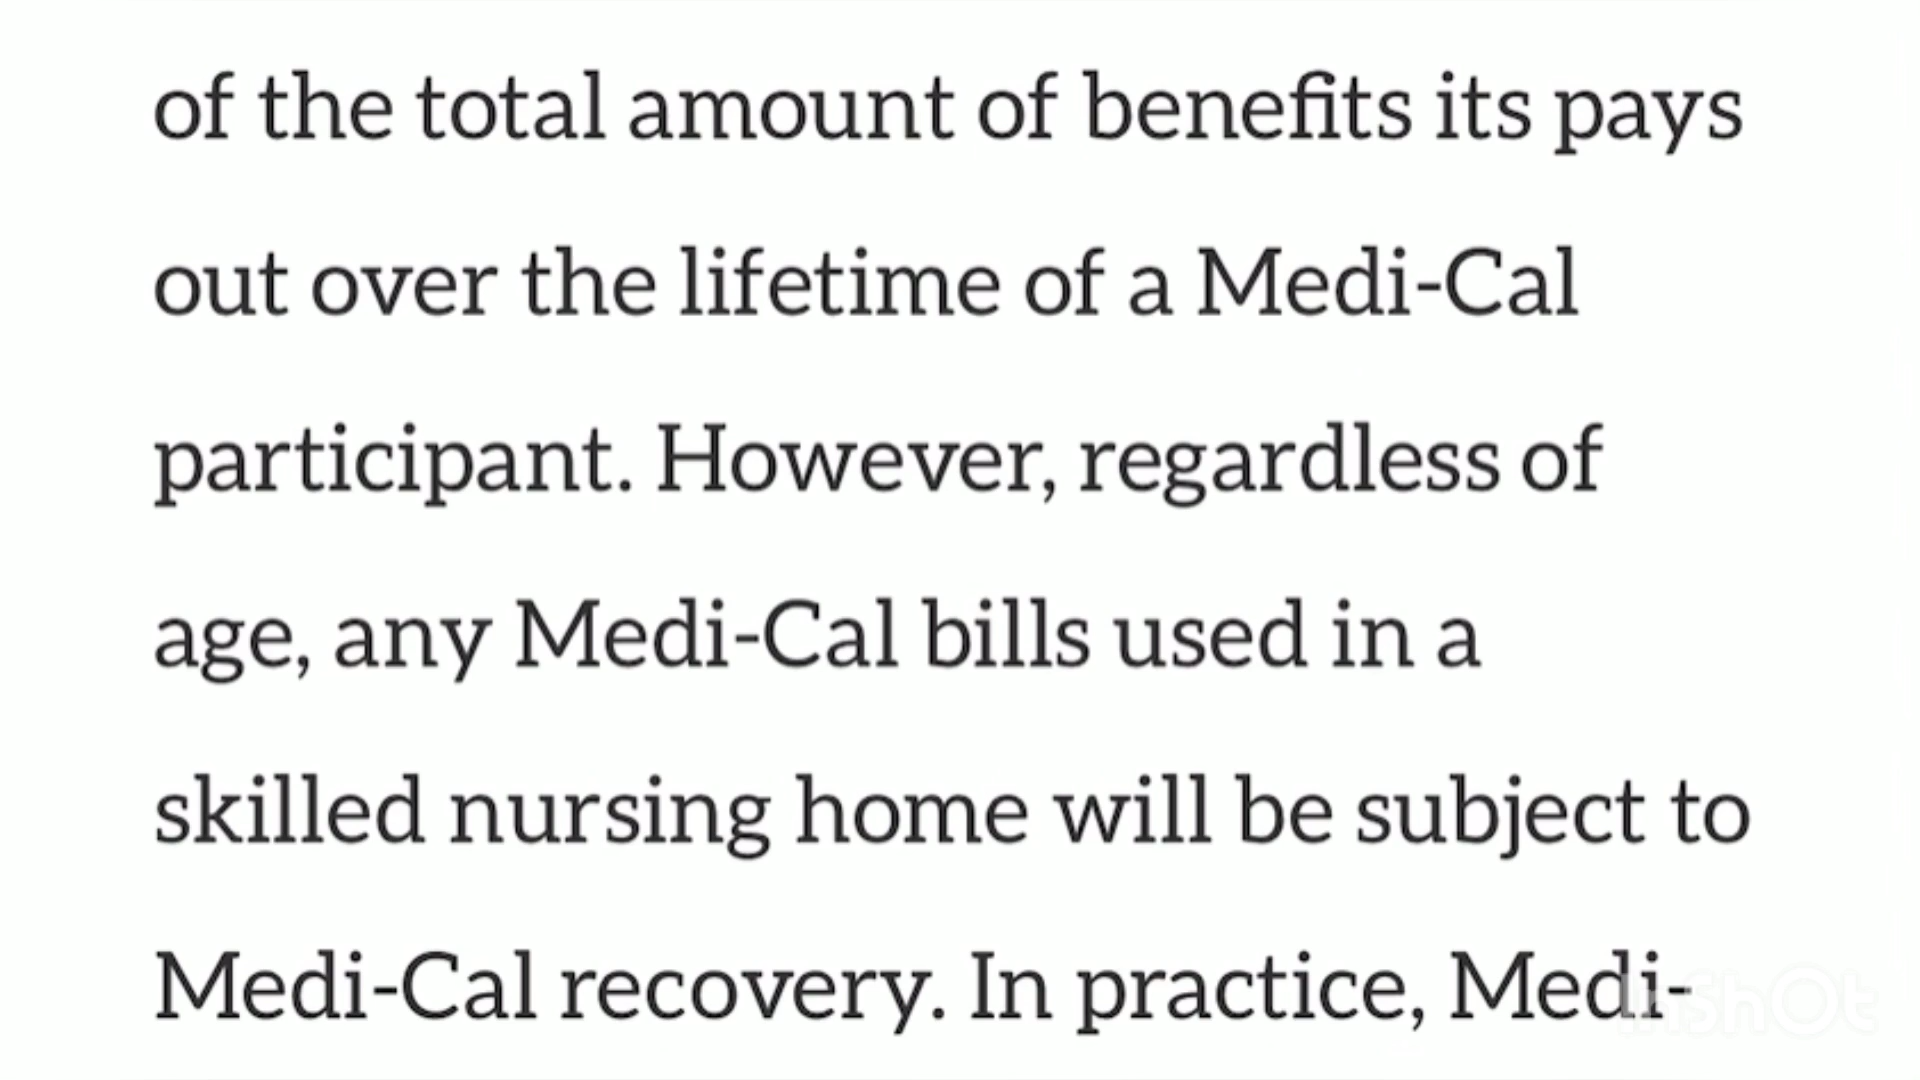 of the total amount of benefits its pays
out over the lifetime of a Medi-Cal
participant. However, regardless of
age, any Medi-Cal bills used in a
skilled nursing home will be subject to
Medi-Cal recovery. In practice, Medi-
InShOt